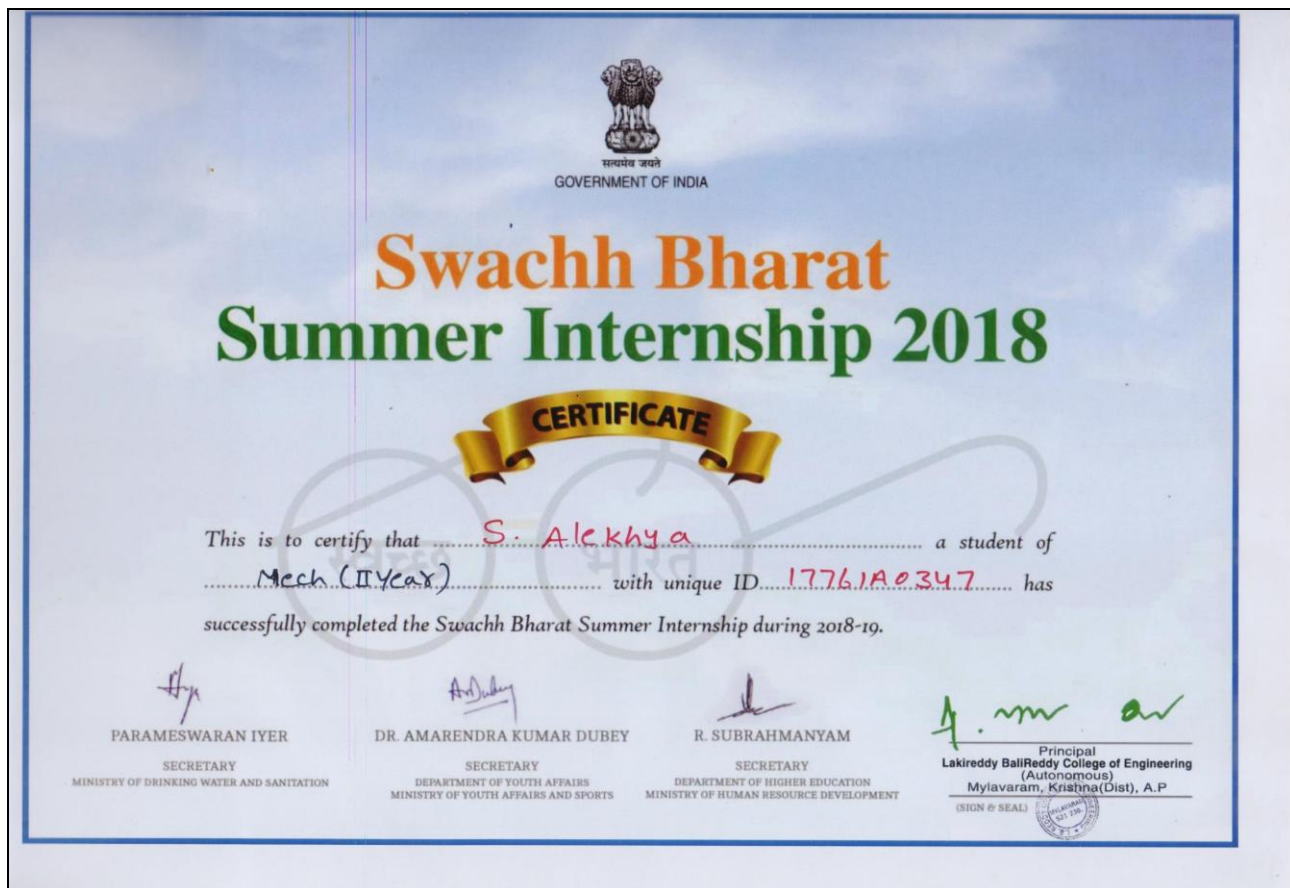 सत्यमेव जयते
GOVERNMENT OF INDIA
Swachh Bharat
Summer Internship 2018
CERTIFICATE
स्वच्छ भारत
This is to certify that ..... S. Alekhya ..... a student of
..... Mech (II Year) ..... with unique ID..... 17761A0347 ..... has
successfully completed the Swachh Bharat Summer Internship during 2018-19.
PARAMESWARAN IYER
SECRETARY
MINISTRY OF DRINKING WATER AND SANITATION
DR. AMARENDRA KUMAR DUBEY
SECRETARY
DEPARTMENT OF YOUTH AFFAIRS
MINISTRY OF YOUTH AFFAIRS AND SPORTS
R. SUBRAHMANYAM
SECRETARY
DEPARTMENT OF HIGHER EDUCATION
MINISTRY OF HUMAN RESOURCE DEVELOPMENT
Principal
Lakireddy BaliReddy College of Engineering
(Autonomous)
Mylavaram, Krishna(Dist), A.P
(SIGN & SEAL)